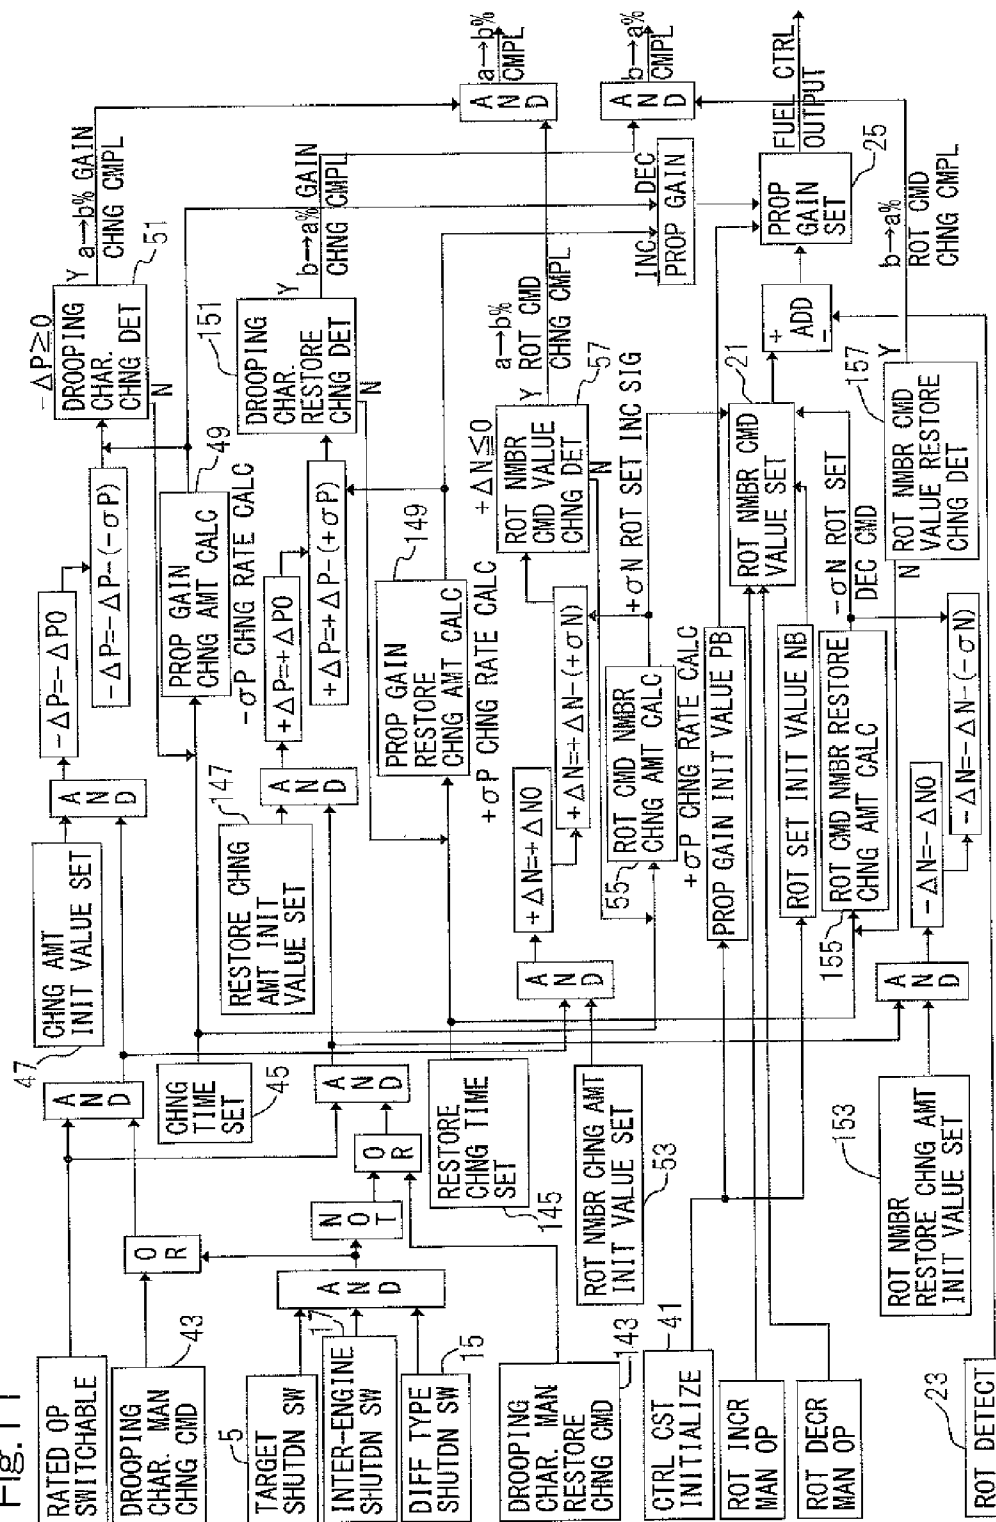 Fig.11
RATED OP
SWITCHABLE
DROOPING
CHAR. MAN
CHNG CMD
43
5
TARGET
SHUTDN SW
INTER-ENGINE
SHUTDN SW
17
DIFF TYPE
SHUTDN SW
15
DROOPING
CHAR. MAN
RESTORE
CHNG CMD
143
CTRL CST
INITIALIZE
41
ROT INCR
MAN OP
ROT DECR
MAN OP
23
ROT DETECT
OR
AND
NOT
OR
AND
47
CHNG AMT
INIT VALUE SET
CHNG
TIME
SET
45
AND
RESTORE
CHNG TIME
SET
145
ROT NMBR CHNG AMT
INIT VALUE SET
53
153
ROT NMBR
RESTORE CHNG AMT
INIT VALUE SET
AND
RESTORE CHNG
AMT INIT
VALUE SET
147
AND
AND
AND
-ΔP=-ΔP0
-ΔP=-ΔP-(-σP)
PROP GAIN
CHNG AMT CALC
49
-σP CHNG RATE CALC
+ΔP=+ΔP0
+ΔP=+ΔP-(+σP)
PROP GAIN
RESTORE
CHNG AMT CALC
149
+σP CHNG RATE CALC
+ΔN=+ΔN0
+ΔN=+ΔN-(+σN)
55
ROT CMD NMBR
CHNG AMT CALC
+σP CHNG RATE CALC
PROP GAIN INIT VALUE PB
ROT SET INIT VALUE NB
155
ROT CMD NMBR RESTORE
CHNG AMT CALC
-ΔN=-ΔN0
-ΔN=-ΔN-(-σN)
-ΔP≧0
DROOPING
CHAR.
CHNG DET
51
Y
N
a→b% GAIN
CHNG CMPL
151
DROOPING
CHAR.
RESTORE
CHNG DET
Y
N
b→a% GAIN
CHNG CMPL
+ΔN≦0
ROT NMBR
CMD VALUE
CHNG DET
57
Y
N
a→b%
ROT CMD
CHNG CMPL
+σN ROT SET INC SIG
21
ROT NMBR CMD
VALUE SET
-σN ROT SET
DEC CMD
157
ROT NMBR CMD
VALUE RESTORE
CHNG DET
Y
N
b→a%
ROT CMD
CHNG CMPL
+
ADD
-
INC DEC
PROP GAIN
PROP
GAIN
SET
25
AND
a→b%
CMPL
AND
b→a%
CMPL
FUEL CTRL
OUTPUT